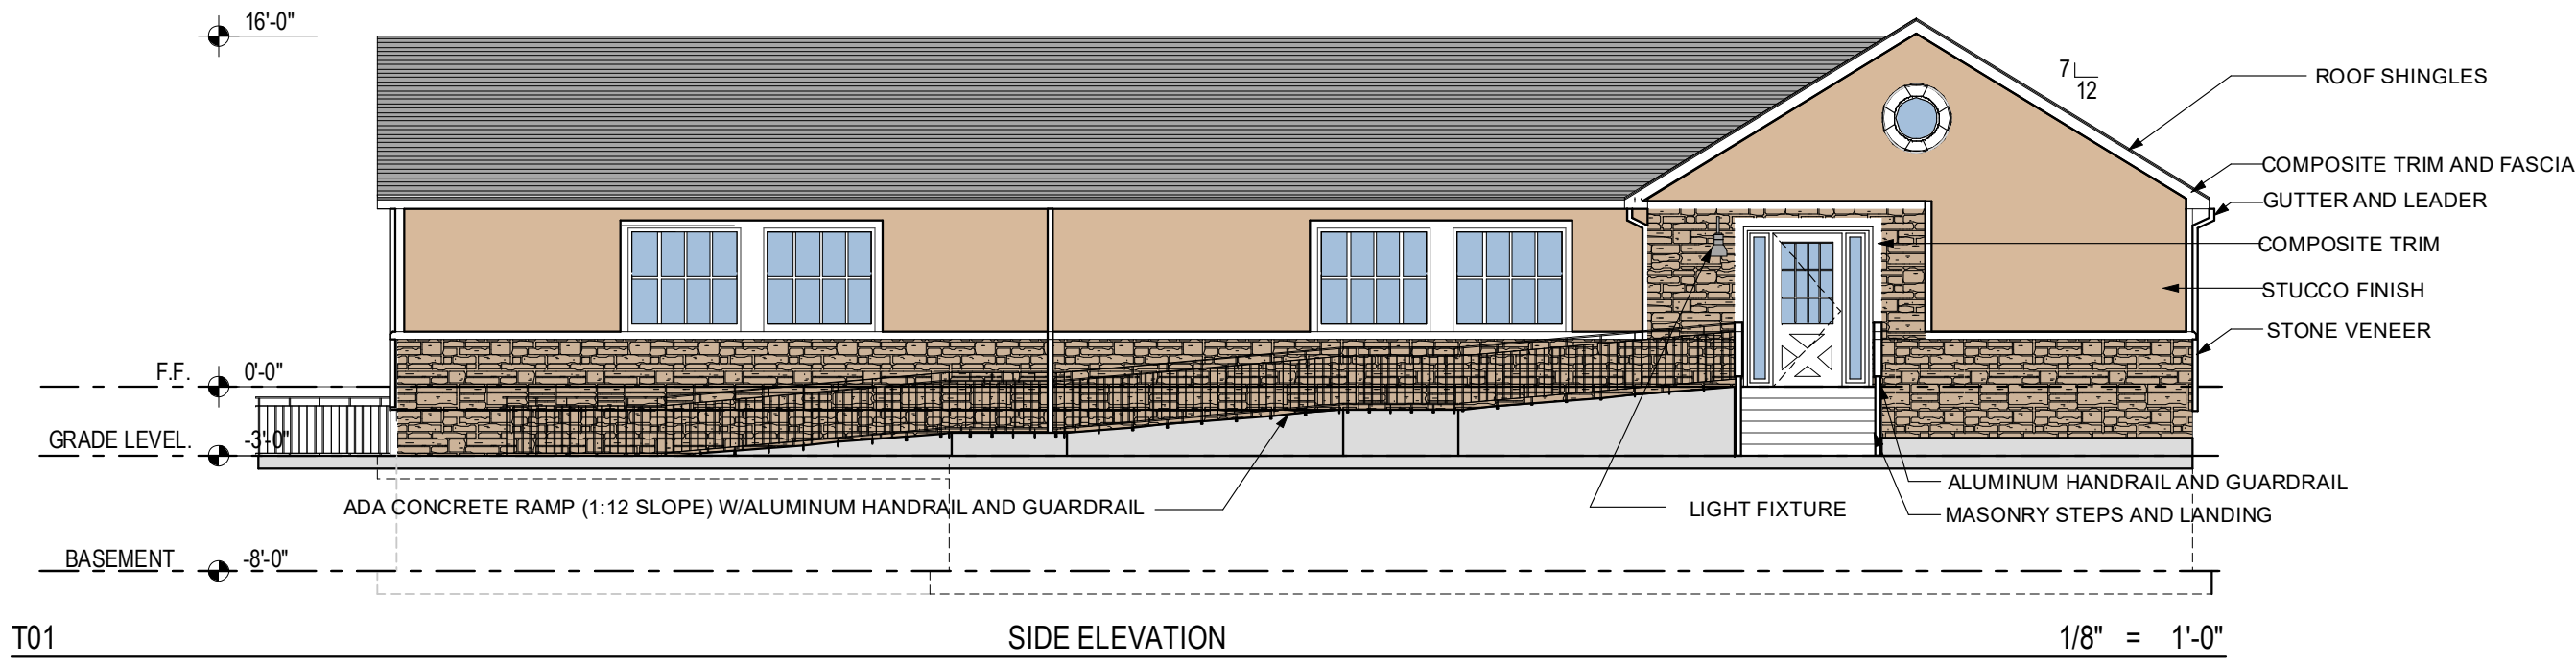 16'-0"
7
12
ROOF SHINGLES
COMPOSITE TRIM AND FASCIA
GUTTER AND LEADER
COMPOSITE TRIM
STUCCO FINISH
STONE VENEER
F.F. 0'-0"
GRADE LEVEL. -3'-0"
ALUMINUM HANDRAIL AND GUARDRAIL
ADA CONCRETE RAMP (1:12 SLOPE) W/ALUMINUM HANDRAIL AND GUARDRAIL
LIGHT FIXTURE
MASONRY STEPS AND LANDING
BASEMENT -8'-0"
T01 SIDE ELEVATION 1/8" = 1'-0"